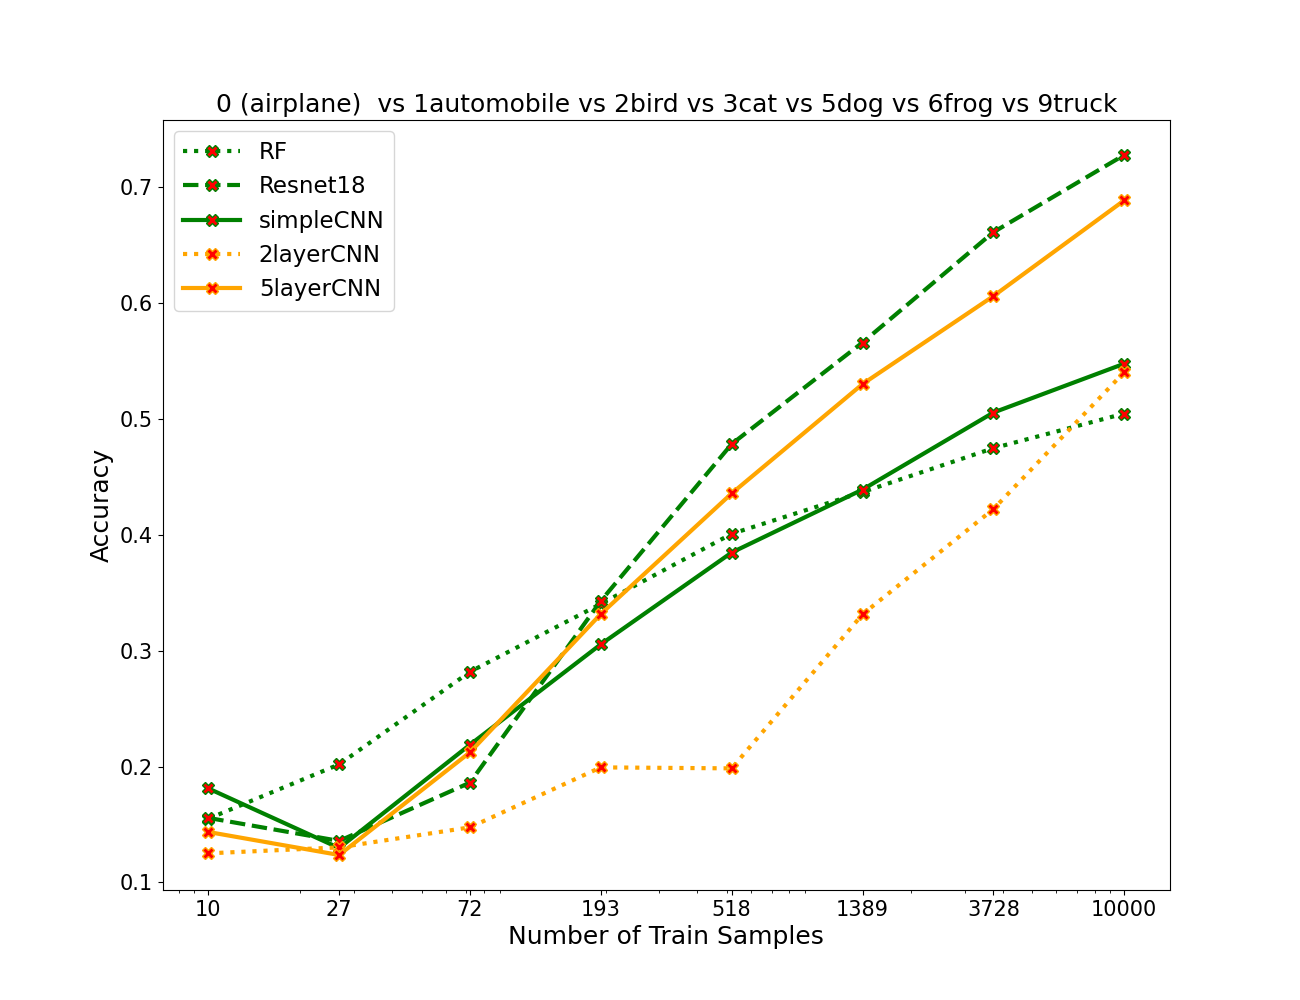 0 (airplane)  vs 1automobile vs 2bird vs 3cat vs 5dog vs 6frog vs 9truck
RF
Resnet18
simpleCNN
2layerCNN
5layerCNN
Accuracy
0.7
0.6
0.5
0.4
0.3
0.2
0.1
10 27 72 193 518 1389 3728 10000
Number of Train Samples